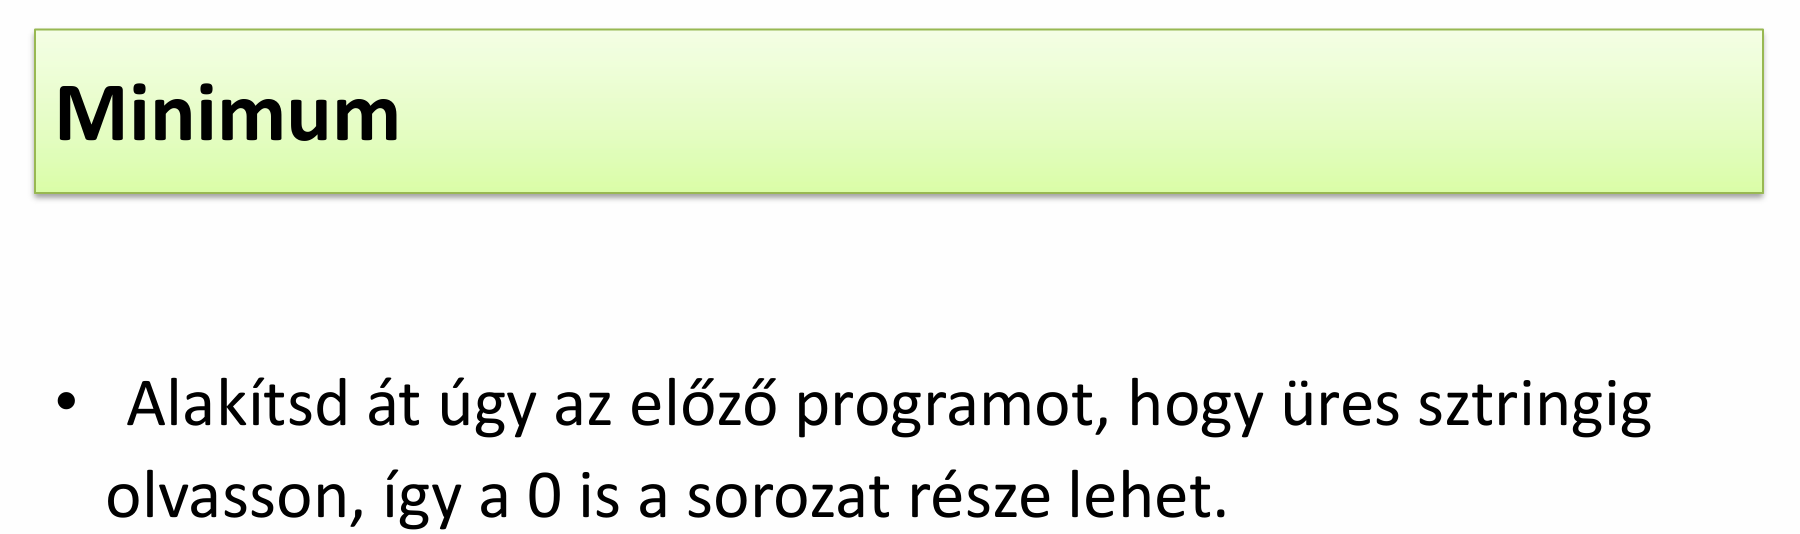 Minimum
• Alakítsd át úgy az előző programot, hogy üres sztringig
olvasson, így a 0 is a sorozat része lehet.